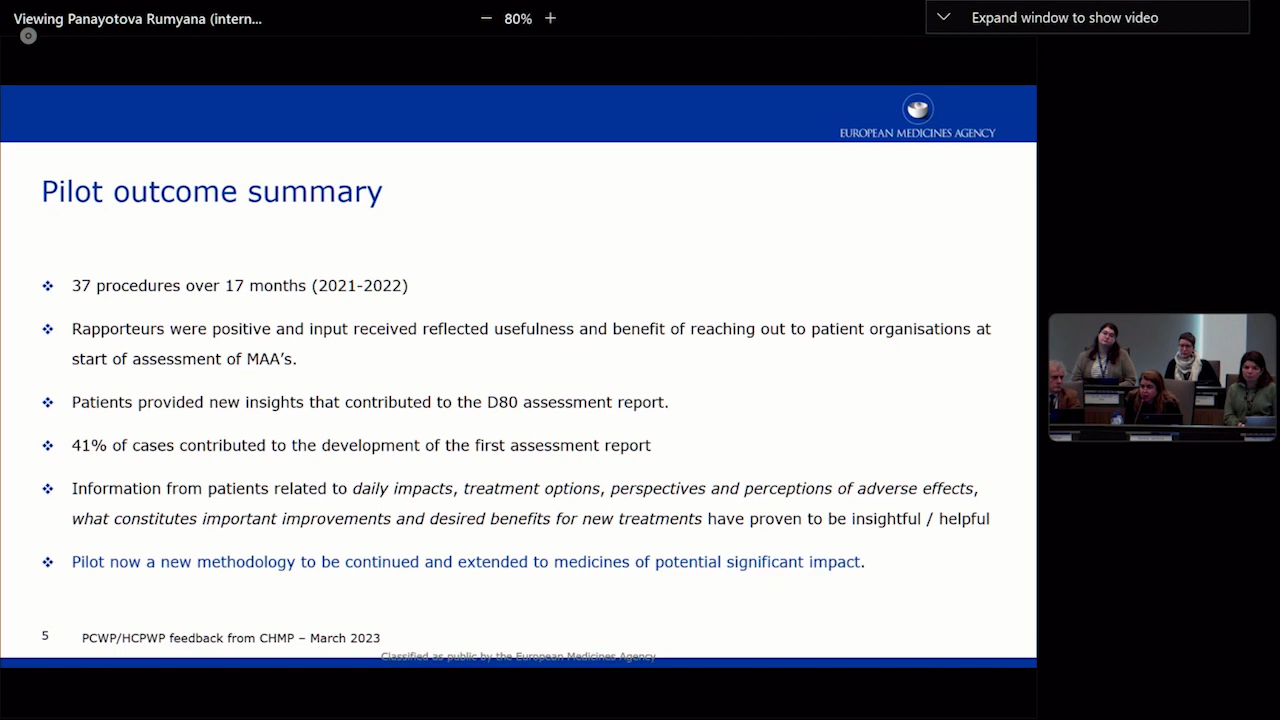 Viewing Panayotova Rumyana (intern...
80%
Expand window to show video
EUROPEAN MEDICINES AGENCY
Pilot outcome summary
37 procedures over 17 months (2021-2022)
Rapporteurs were positive and input received reflected usefulness and benefit of reaching out to patient organisations at
start of assessment of MAA’s.
Patients provided new insights that contributed to the D80 assessment report.
41% of cases contributed to the development of the first assessment report
Information from patients related to daily impacts, treatment options, perspectives and perceptions of adverse effects,
what constitutes important improvements and desired benefits for new treatments have proven to be insightful / helpful
Pilot now a new methodology to be continued and extended to medicines of potential significant impact.
5 PCWP/HCPWP feedback from CHMP – March 2023
Classified as public by the European Medicines Agency